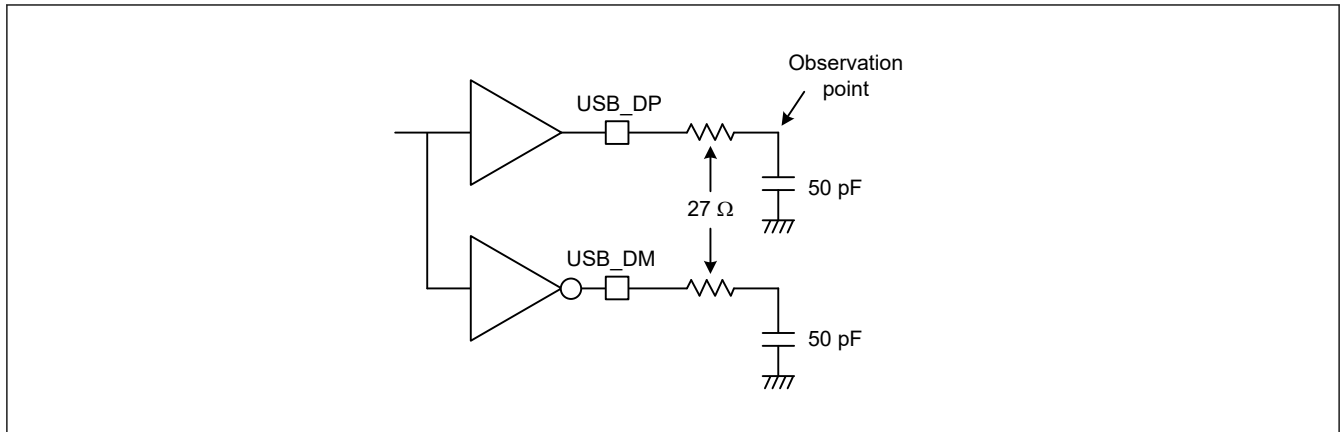 Observation
point
USB_DP
50 pF
27 Ω
USB_DM
50 pF